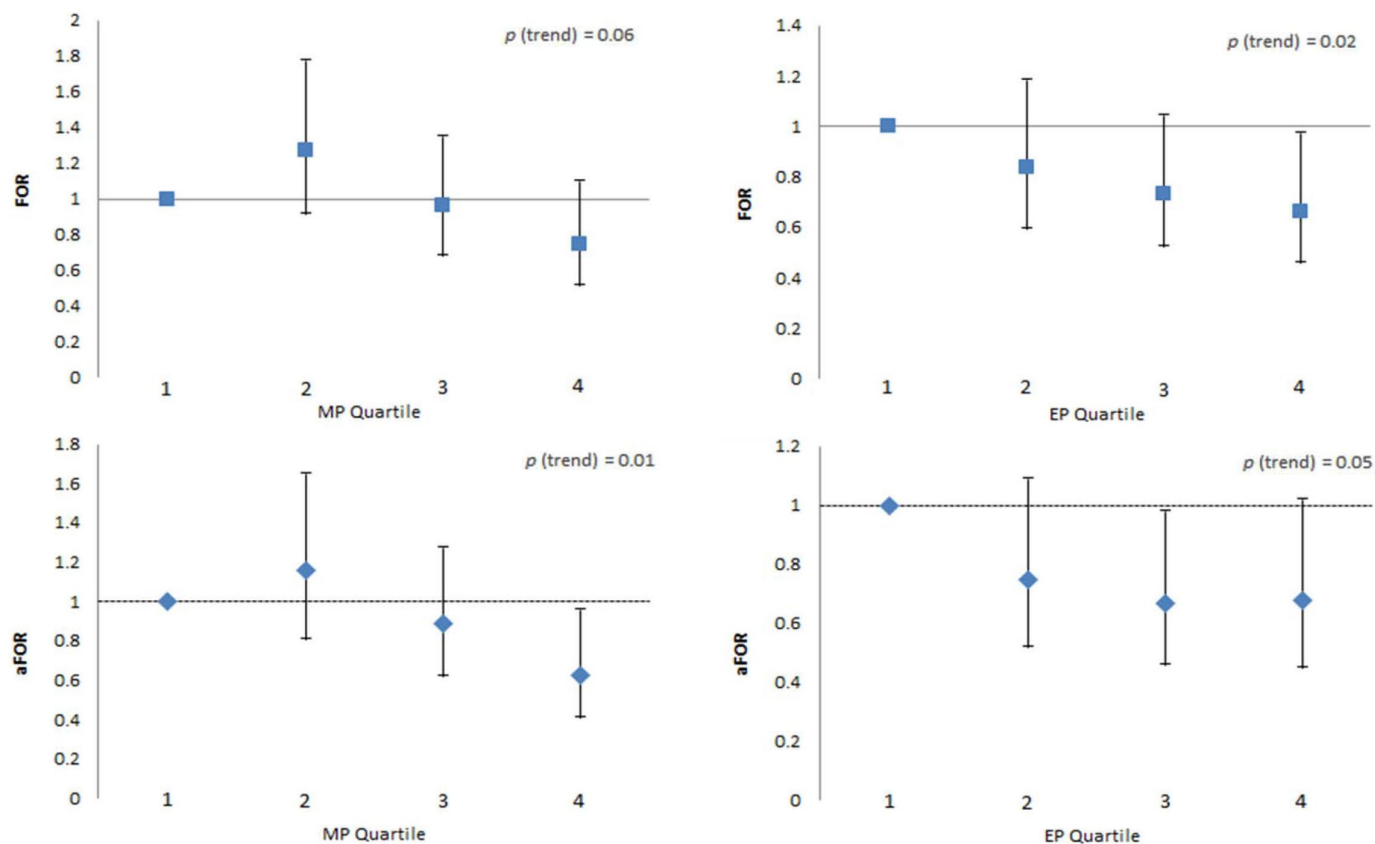 2
1.8
1.6
1.4
1.2
1
0.8
0.6
0.4
0.2
0
FOR
p (trend) = 0.06
1 2 3 4
MP Quartile
1.4
1.2
1
0.8
0.6
0.4
0.2
0
FOR
p (trend) = 0.02
1 2 3 4
EP Quartile
1.8
1.6
1.4
1.2
1
0.8
0.6
0.4
0.2
0
aFOR
p (trend) = 0.01
1 2 3 4
MP Quartile
1.2
1
0.8
0.6
0.4
0.2
0
aFOR
p (trend) = 0.05
1 2 3 4
EP Quartile